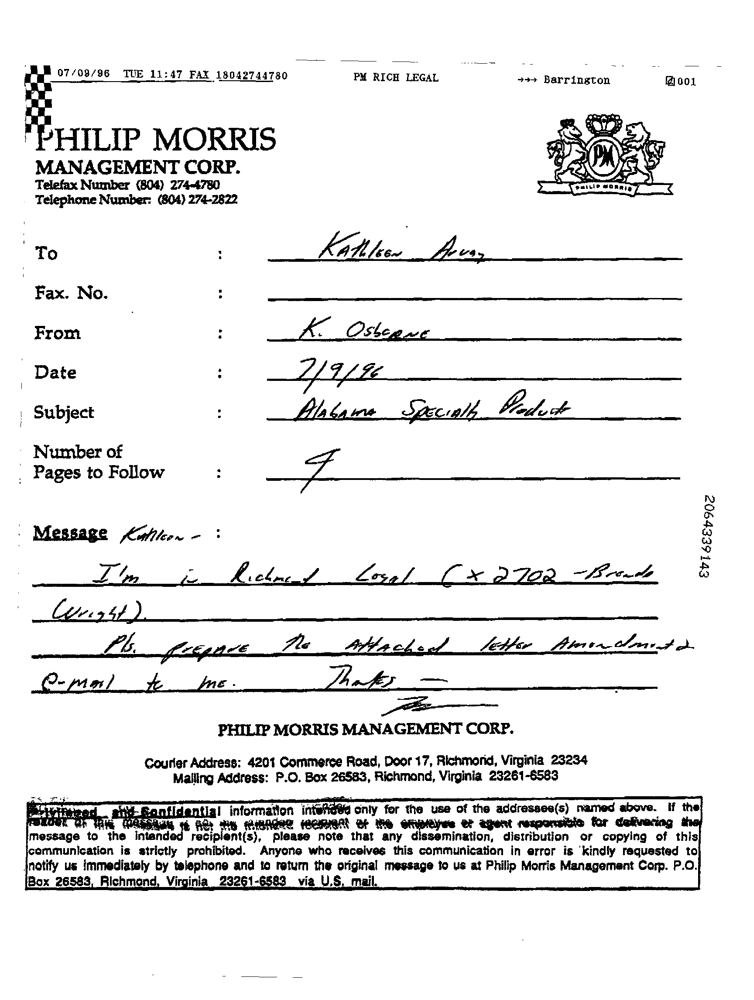 07/09/96 TUE 11:47 FAX 18042744780 PM RICH LEGAL →→→ Barrington 001
PHILIP MORRIS
MANAGEMENT CORP.
Telefax Number (804) 274-4780
Telephone Number: (804) 274-2822
PM
PHILIP MORRIS
To : Kathleen
Fax. No. :
From : K. Osborne
Date : 7/9/96
Subject : Alabama Specialty Products
Number of
Pages to Follow : 4
Message Kathleen - :
I'm in Richmond Legal (x 2702 - Brenda
Wright).
Pls. prepare the Attached letter Amendment &
e-mail to me. Thanks —
PHILIP MORRIS MANAGEMENT CORP.
Courier Address: 4201 Commerce Road, Door 17, Richmond, Virginia 23234
Mailing Address: P.O. Box 26583, Richmond, Virginia 23261-6583
Privileged and Confidential information intended only for the use of the addressee(s) named above. If the
reader of this message is not the intended recipient or the employee or agent responsible for delivering the
message to the intended recipient(s), please note that any dissemination, distribution or copying of this
communication is strictly prohibited. Anyone who receives this communication in error is kindly requested to
notify us immediately by telephone and to return the original message to us at Philip Morris Management Corp. P.O.
Box 26583, Richmond, Virginia 23261-6583 via U.S. mail.
2064339143